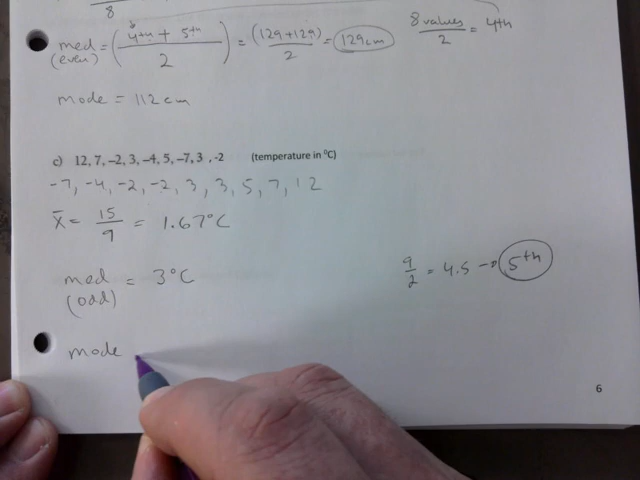 8
med = (4th + 5th / 2) = (129+129) / 2 = 129cm
(even)
8 values / 2 = 4th
mode = 112cm
c) 12, 7, –2, 3, –4, 5, –7, 3 , -2 (temperature in ⁰C)
-7, -4, -2, -2, 3, 3, 5, 7, 12
x̄ = 15/9 = 1.67°C
med = 3°C
(odd)
9/2 = 4.5 → 5th
mode
6